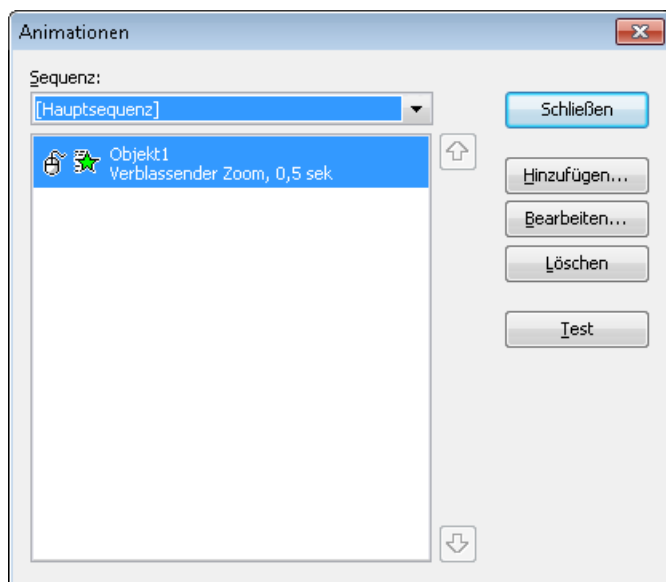 Animationen
Sequenz:
[Hauptsequenz]
Schließen
Objekt1
Verblassender Zoom, 0,5 sek
Hinzufügen...
Bearbeiten...
Löschen
Test